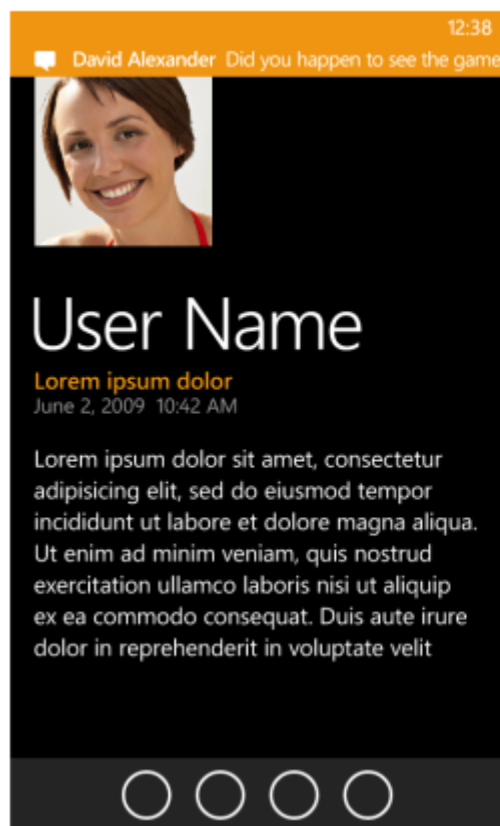 12:38
David Alexander Did you happen to see the game
User Name
Lorem ipsum dolor
June 2, 2009 10:42 AM
Lorem ipsum dolor sit amet, consectetur
adipisicing elit, sed do eiusmod tempor
incididunt ut labore et dolore magna aliqua.
Ut enim ad minim veniam, quis nostrud
exercitation ullamco laboris nisi ut aliquip
ex ea commodo consequat. Duis aute irure
dolor in reprehenderit in voluptate velit